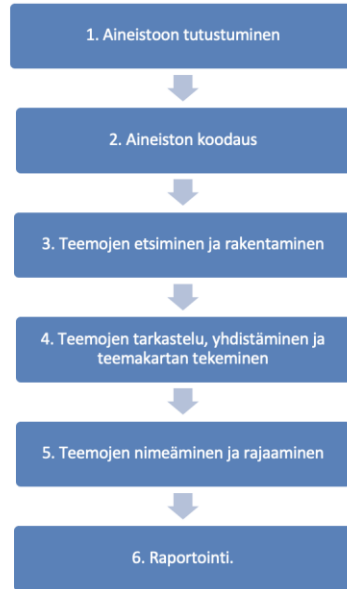 1. Aineistoon tutustuminen
2. Aineiston koodaus
3. Teemojen etsiminen ja rakentaminen
4. Teemojen tarkastelu, yhdistäminen ja
teemakartan tekeminen
5. Teemojen nimeäminen ja rajaaminen
6. Raportointi.